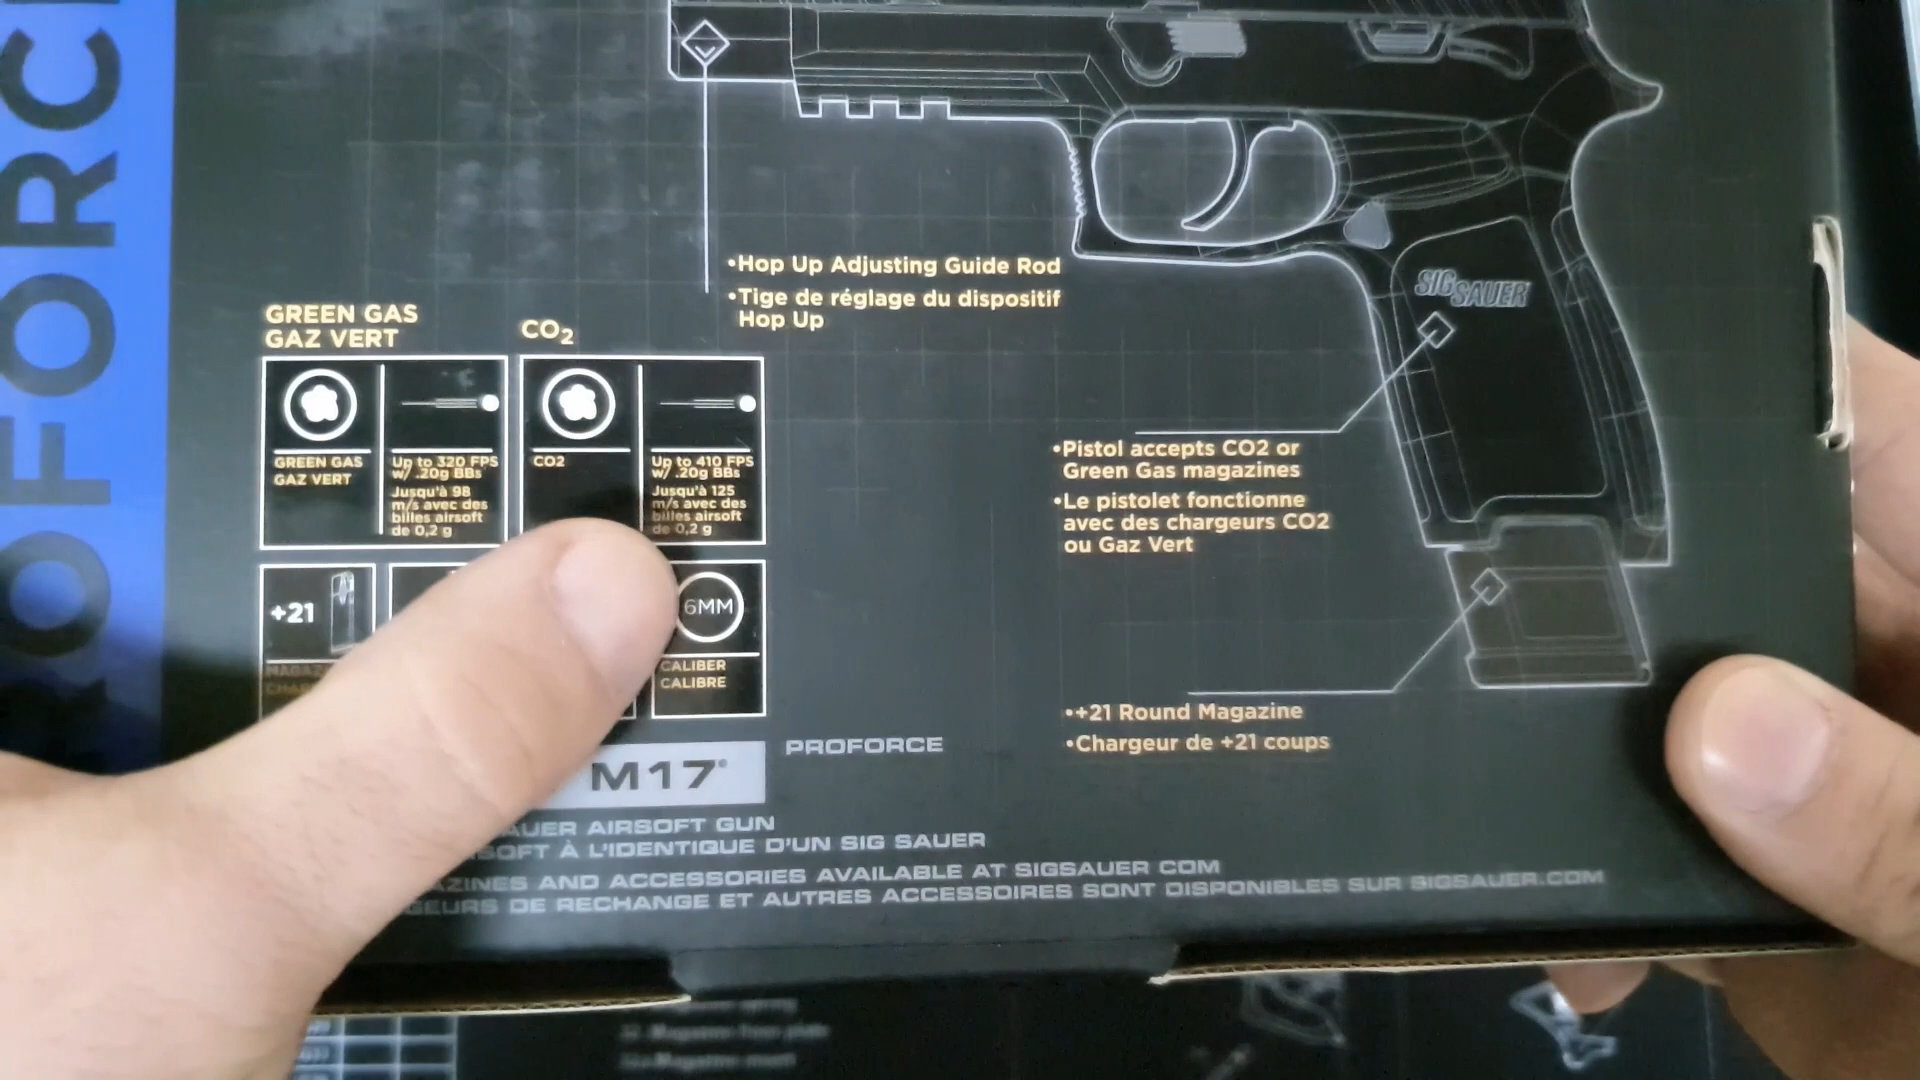 PROFORC
SIG SAUER
•Hop Up Adjusting Guide Rod
•Tige de réglage du dispositif
Hop Up
GREEN GAS
GAZ VERT
CO2
GREEN GAS
GAZ VERT
Up to 320 FPS
w/ .20g BBs
Jusqu'à 98
m/s avec des
billes airsoft
de 0,2 g
CO2
Up to 410 FPS
w/ .20g BBs
Jusqu'à 125
m/s avec des
billes airsoft
de 0,2 g
•Pistol accepts CO2 or
Green Gas magazines
•Le pistolet fonctionne
avec des chargeurs CO2
ou Gaz Vert
+21
6MM
CALIBER
CALIBRE
•+21 Round Magazine
•Chargeur de +21 coups
M17
PROFORCE
AUER AIRSOFT GUN
SOFT À L'IDENTIQUE D'UN SIG SAUER
AZINES AND ACCESSORIES AVAILABLE AT SIGSAUER.COM
GEURS DE RECHANGE ET AUTRES ACCESSOIRES SONT DISPONIBLES SUR SIGSAUER.COM